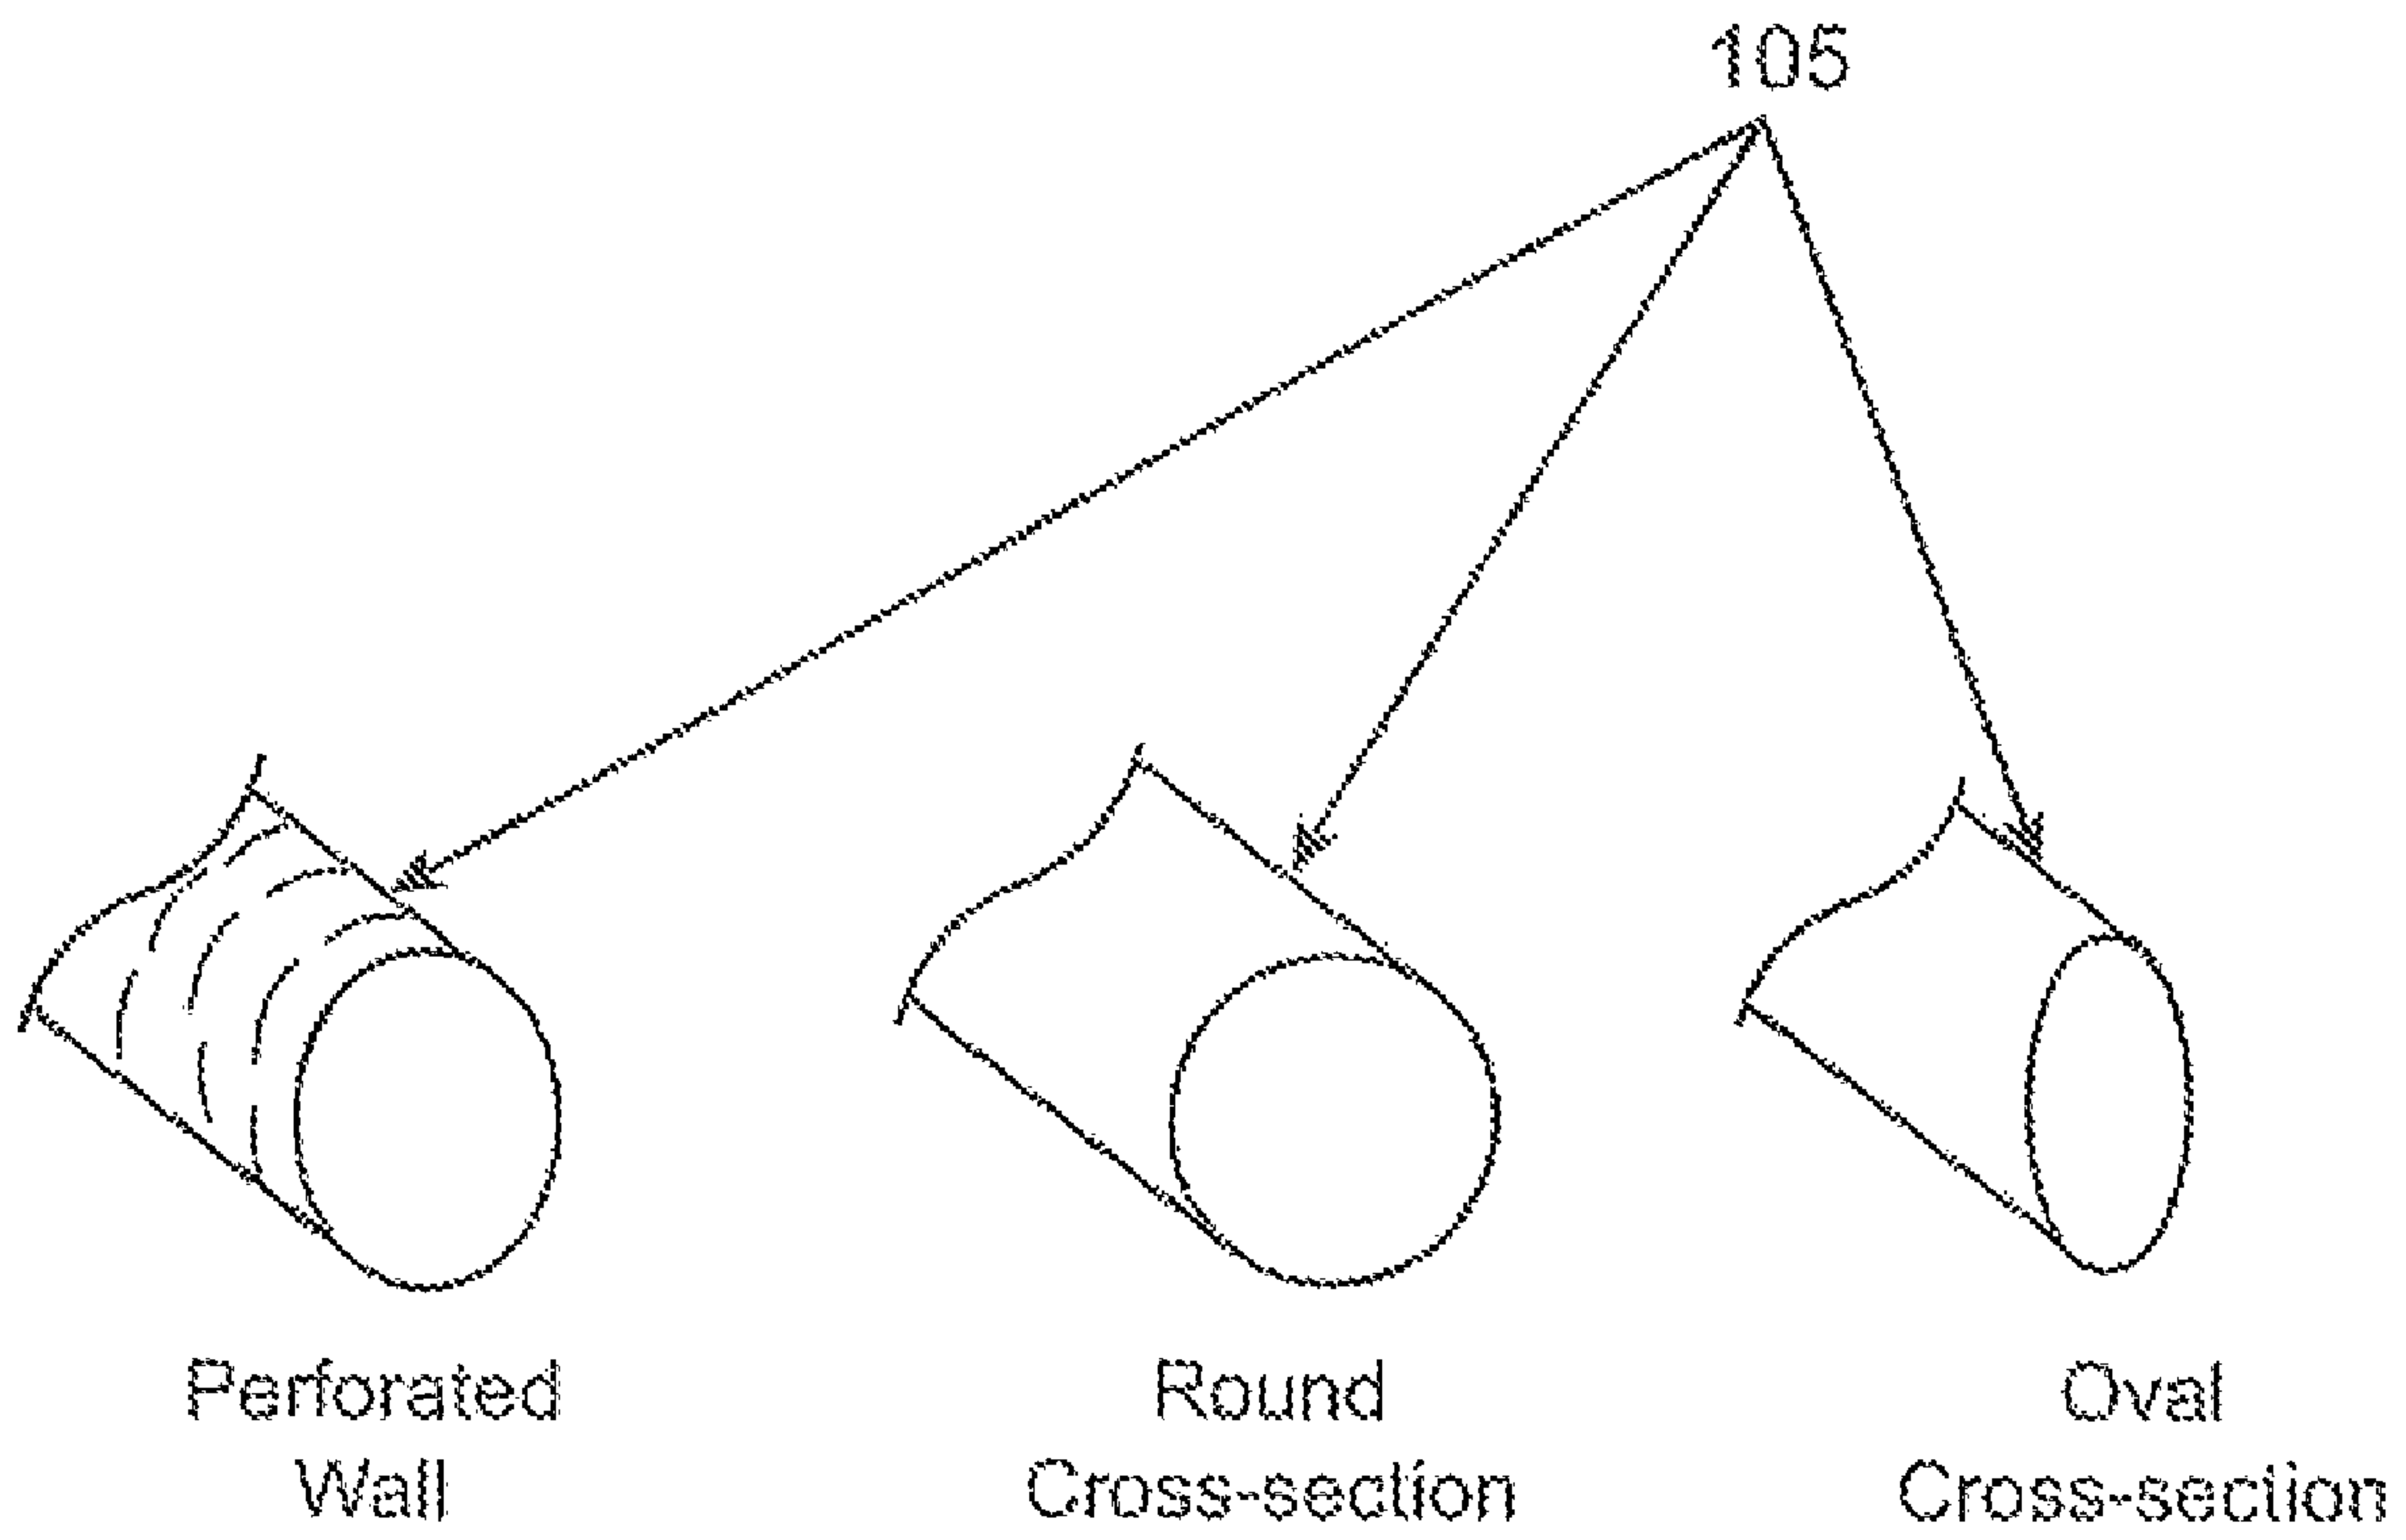 105
Perforated
Wall
Round
Cross-section
Oval
Cross-section